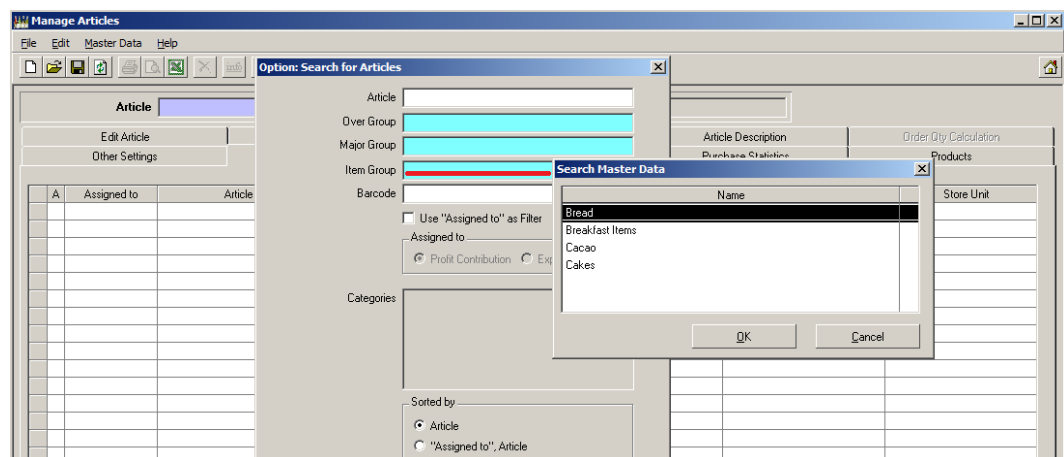 Manage Articles
File Edit Master Data Help
info
Option: Search for Articles
Article
Article
Over Group
Major Group
Item Group
Barcode
Use "Assigned to" as Filter
Assigned to
Profit Contribution
Categories
Sorted by
Article
"Assigned to", Article
Edit Article
Article Description
Order Qty Calculation
Other Settings
Purchase Statistics
Products
A Assigned to Article
Store Unit
Search Master Data
Name
Bread
Breakfast Items
Cacao
Cakes
OK Cancel